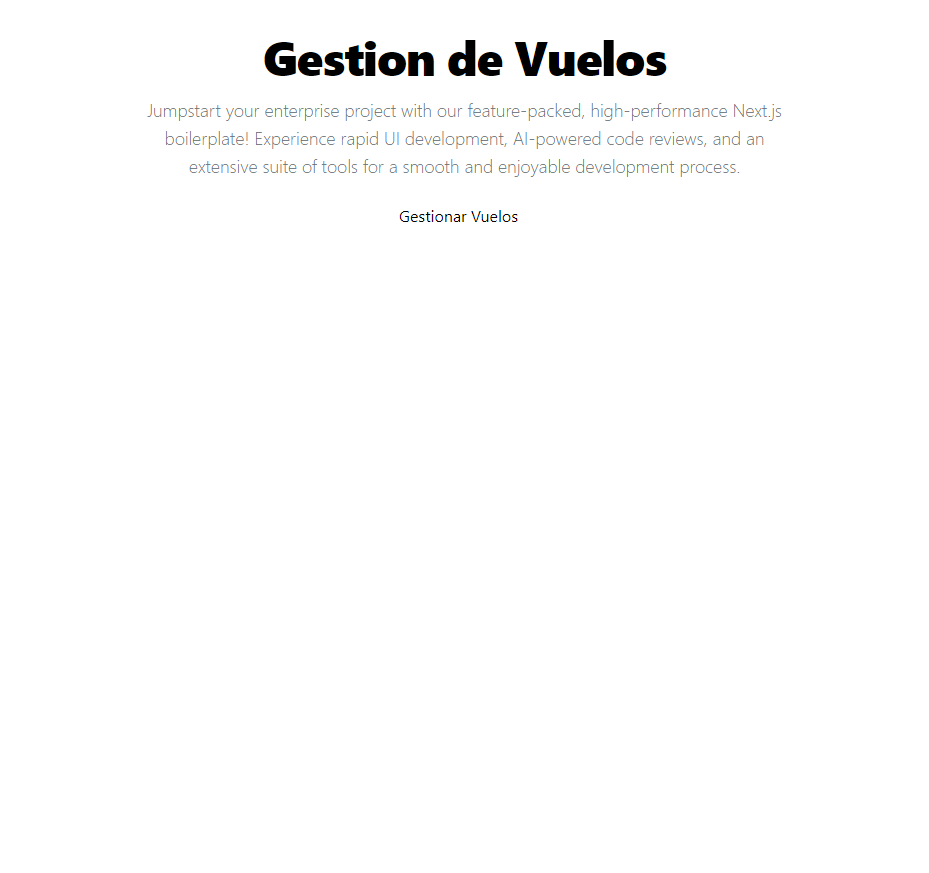 Gestion de Vuelos
Jumpstart your enterprise project with our feature-packed, high-performance Next.js
boilerplate! Experience rapid UI development, AI-powered code reviews, and an
extensive suite of tools for a smooth and enjoyable development process.
Gestionar Vuelos